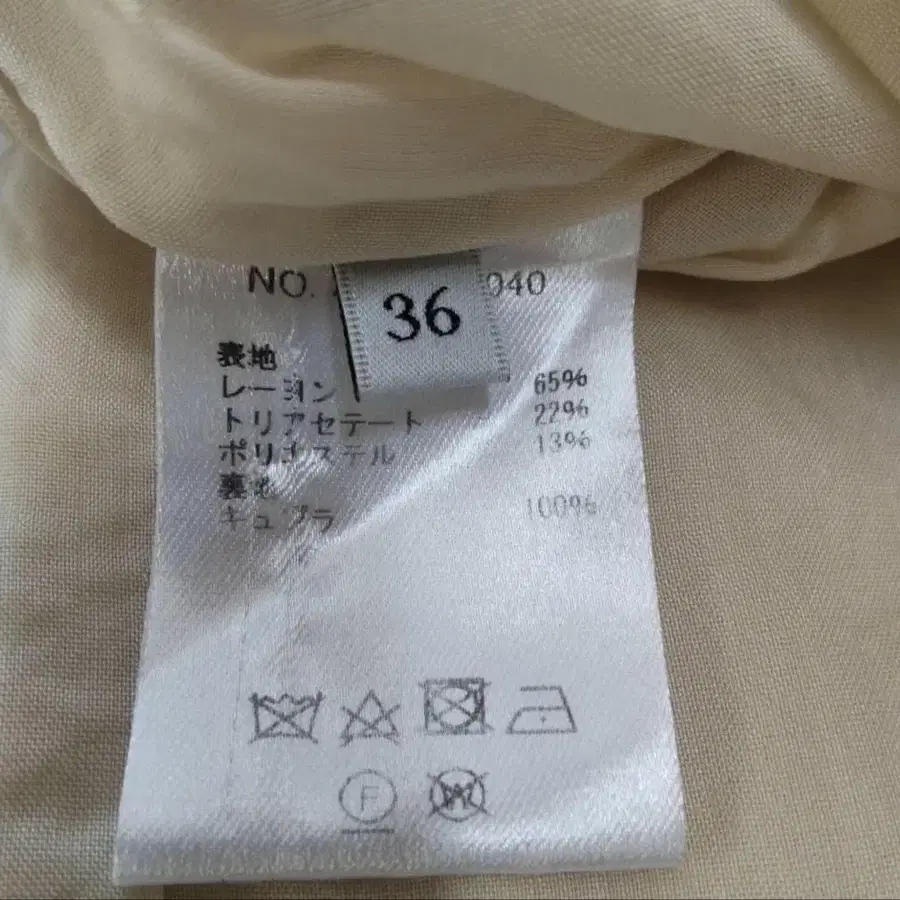 NO. 040
36
表地
レーヨン 65%
トリアセテート 22%
ポリエステル 13%
裏地
キュプラ 100%
F
W